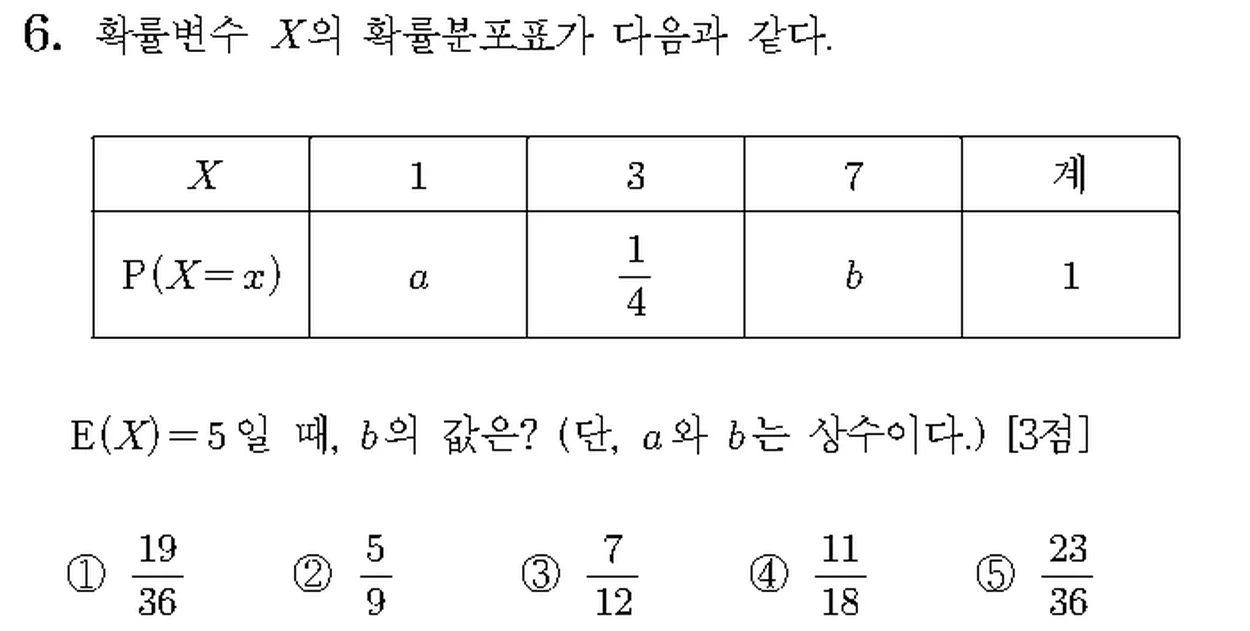 6. 확률변수 X의 확률분포표가 다음과 같다.
X 1 3 7 계
P(X=x) a 1/4 b 1
E(X)=5일 때, b의 값은? (단, a와 b는 상수이다.) [3점]
① 19/36 ② 5/9 ③ 7/12 ④ 11/18 ⑤ 23/36